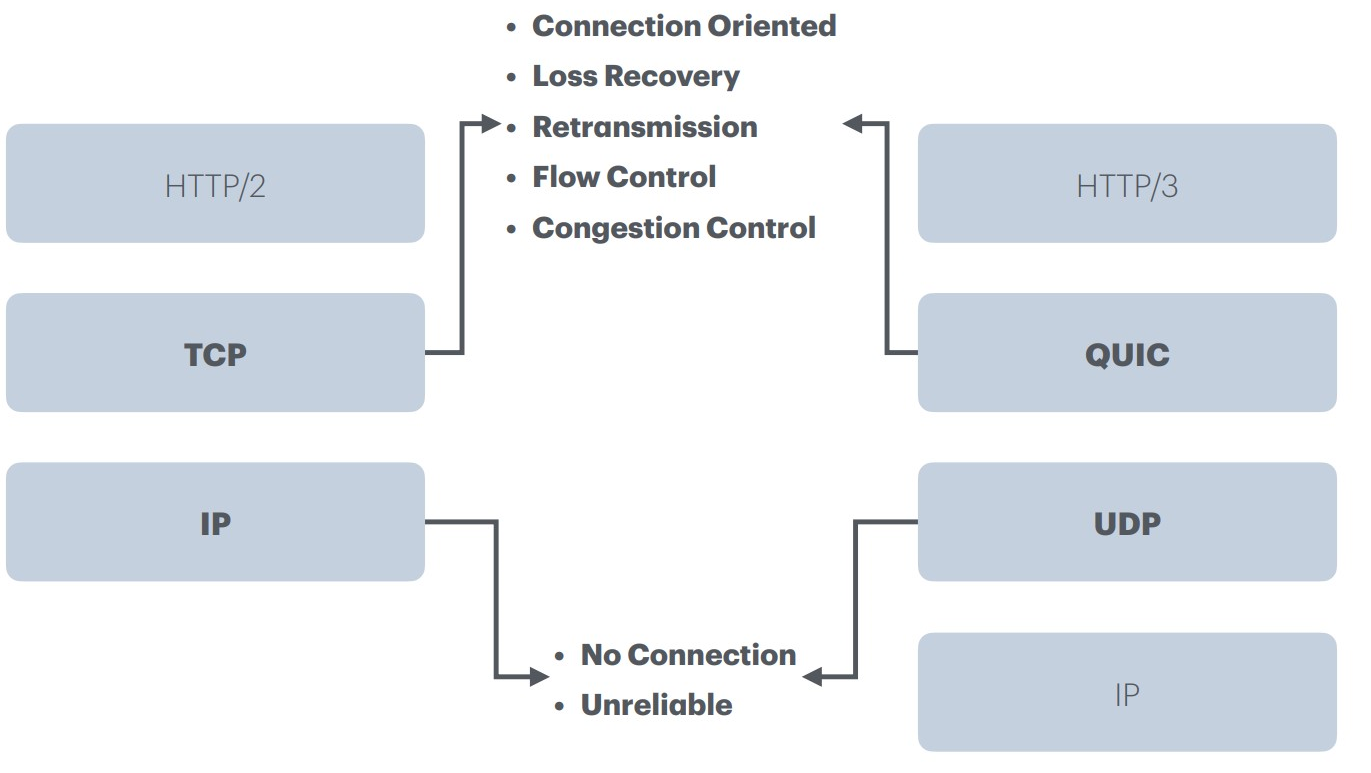 • Connection Oriented
• Loss Recovery
• Retransmission
• Flow Control
• Congestion Control
HTTP/2
HTTP/3
TCP
QUIC
IP
UDP
• No Connection
• Unreliable
IP